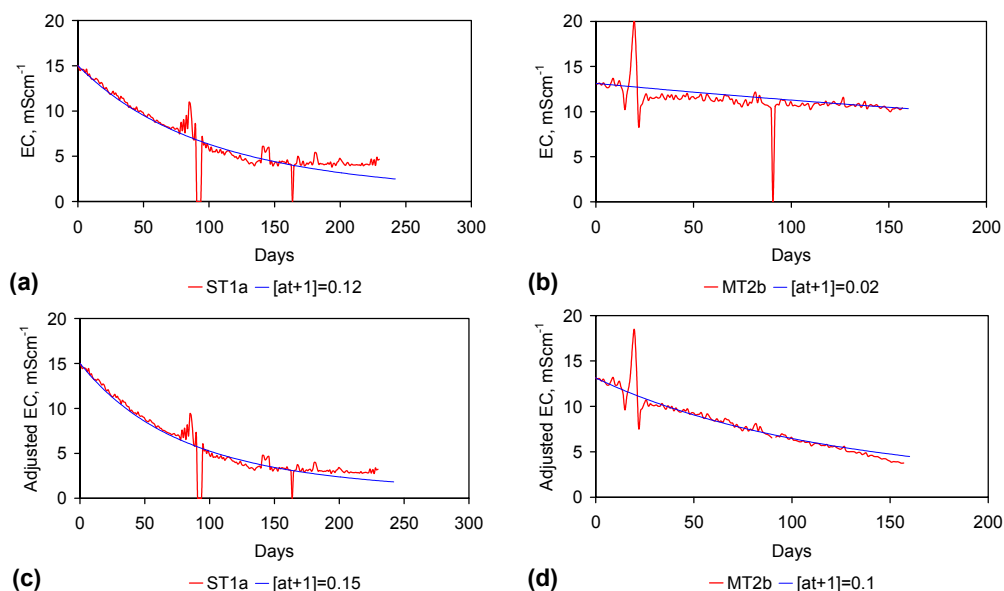 20
15
10
5
0
EC, mScm-1
0 50 100 150 200 250 300
Days
(a)
ST1a [at+1]=0.12
20
15
10
5
0
EC, mScm-1
0 50 100 150 200
Days
(b)
MT2b [at+1]=0.02
20
15
10
5
0
Adjusted EC, mScm-1
0 50 100 150 200 250 300
Days
(c)
ST1a [at+1]=0.15
20
15
10
5
0
Adjusted EC, mScm-1
0 50 100 150 200
Days
(d)
MT2b [at+1]=0.1